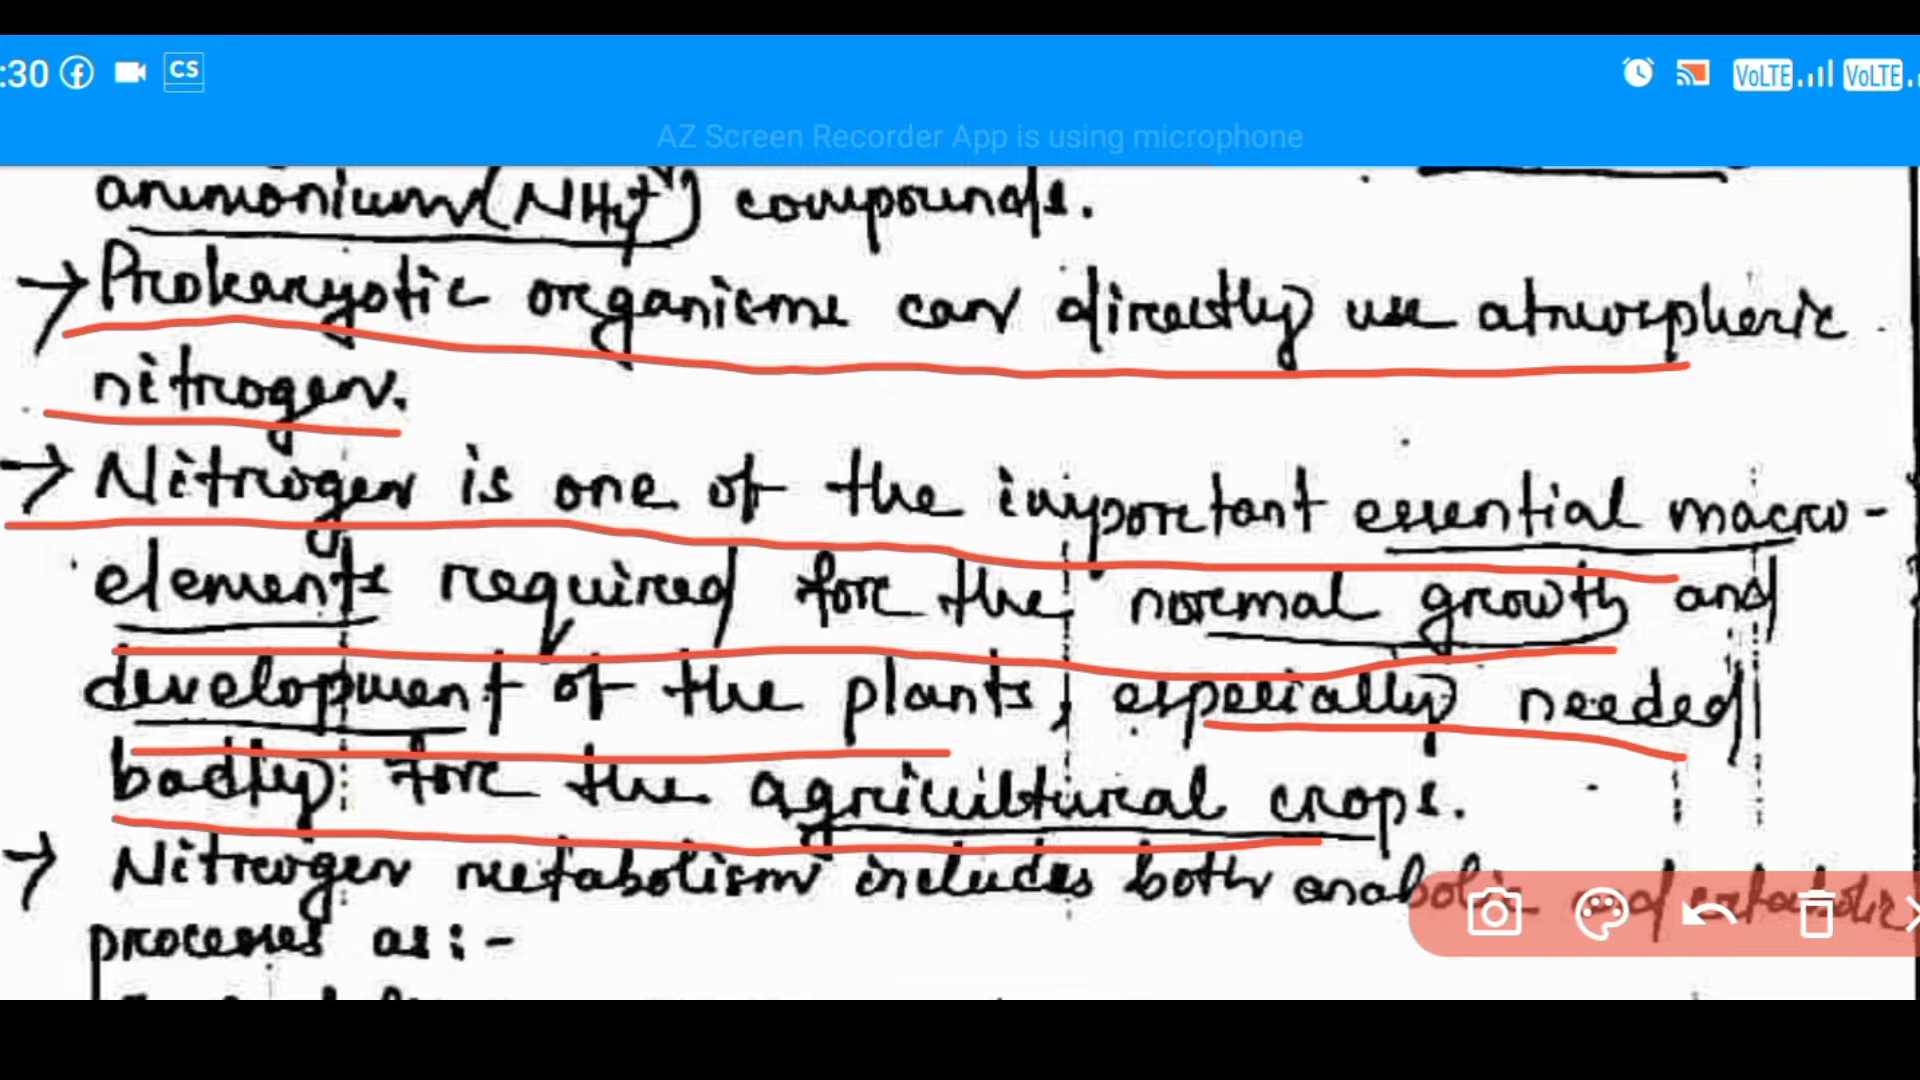 :30 CS VoLTE VoLTE
AZ Screen Recorder App is using microphone
ammonium (NH4+) compounds.
→ Prokaryotic organisms can directly use atmospheric
nitrogen.
→ Nitrogen is one of the important essential macro-
elements required for the normal growth and
development of the plants, especially needed
badly for the agricultural crops.
→ Nitrogen metabolism includes both anabolic and catabolic
processes as :-